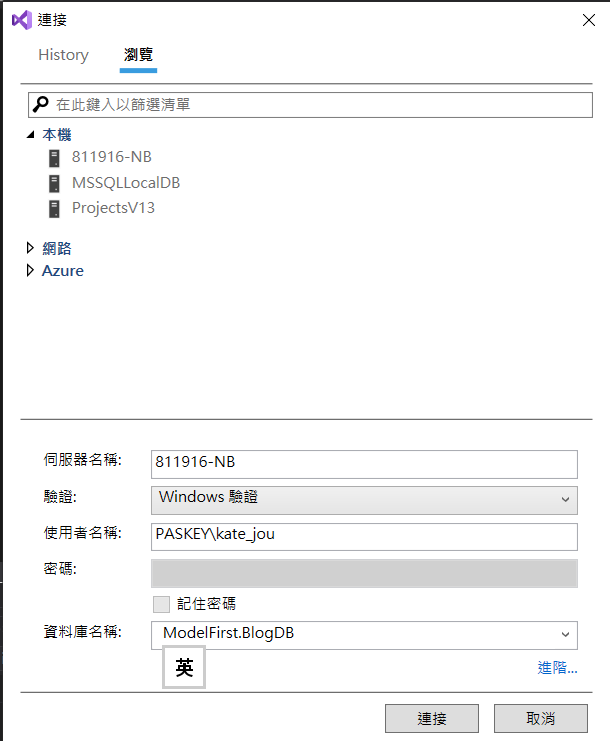 連接
History 瀏覽
在此鍵入以篩選清單
本機
811916-NB
MSSQLLocalDB
ProjectsV13
網路
Azure
伺服器名稱: 811916-NB
驗證: Windows 驗證
使用者名稱: PASKEY\kate_jou
密碼:
記住密碼
資料庫名稱: ModelFirst.BlogDB
英
進階...
連接 取消